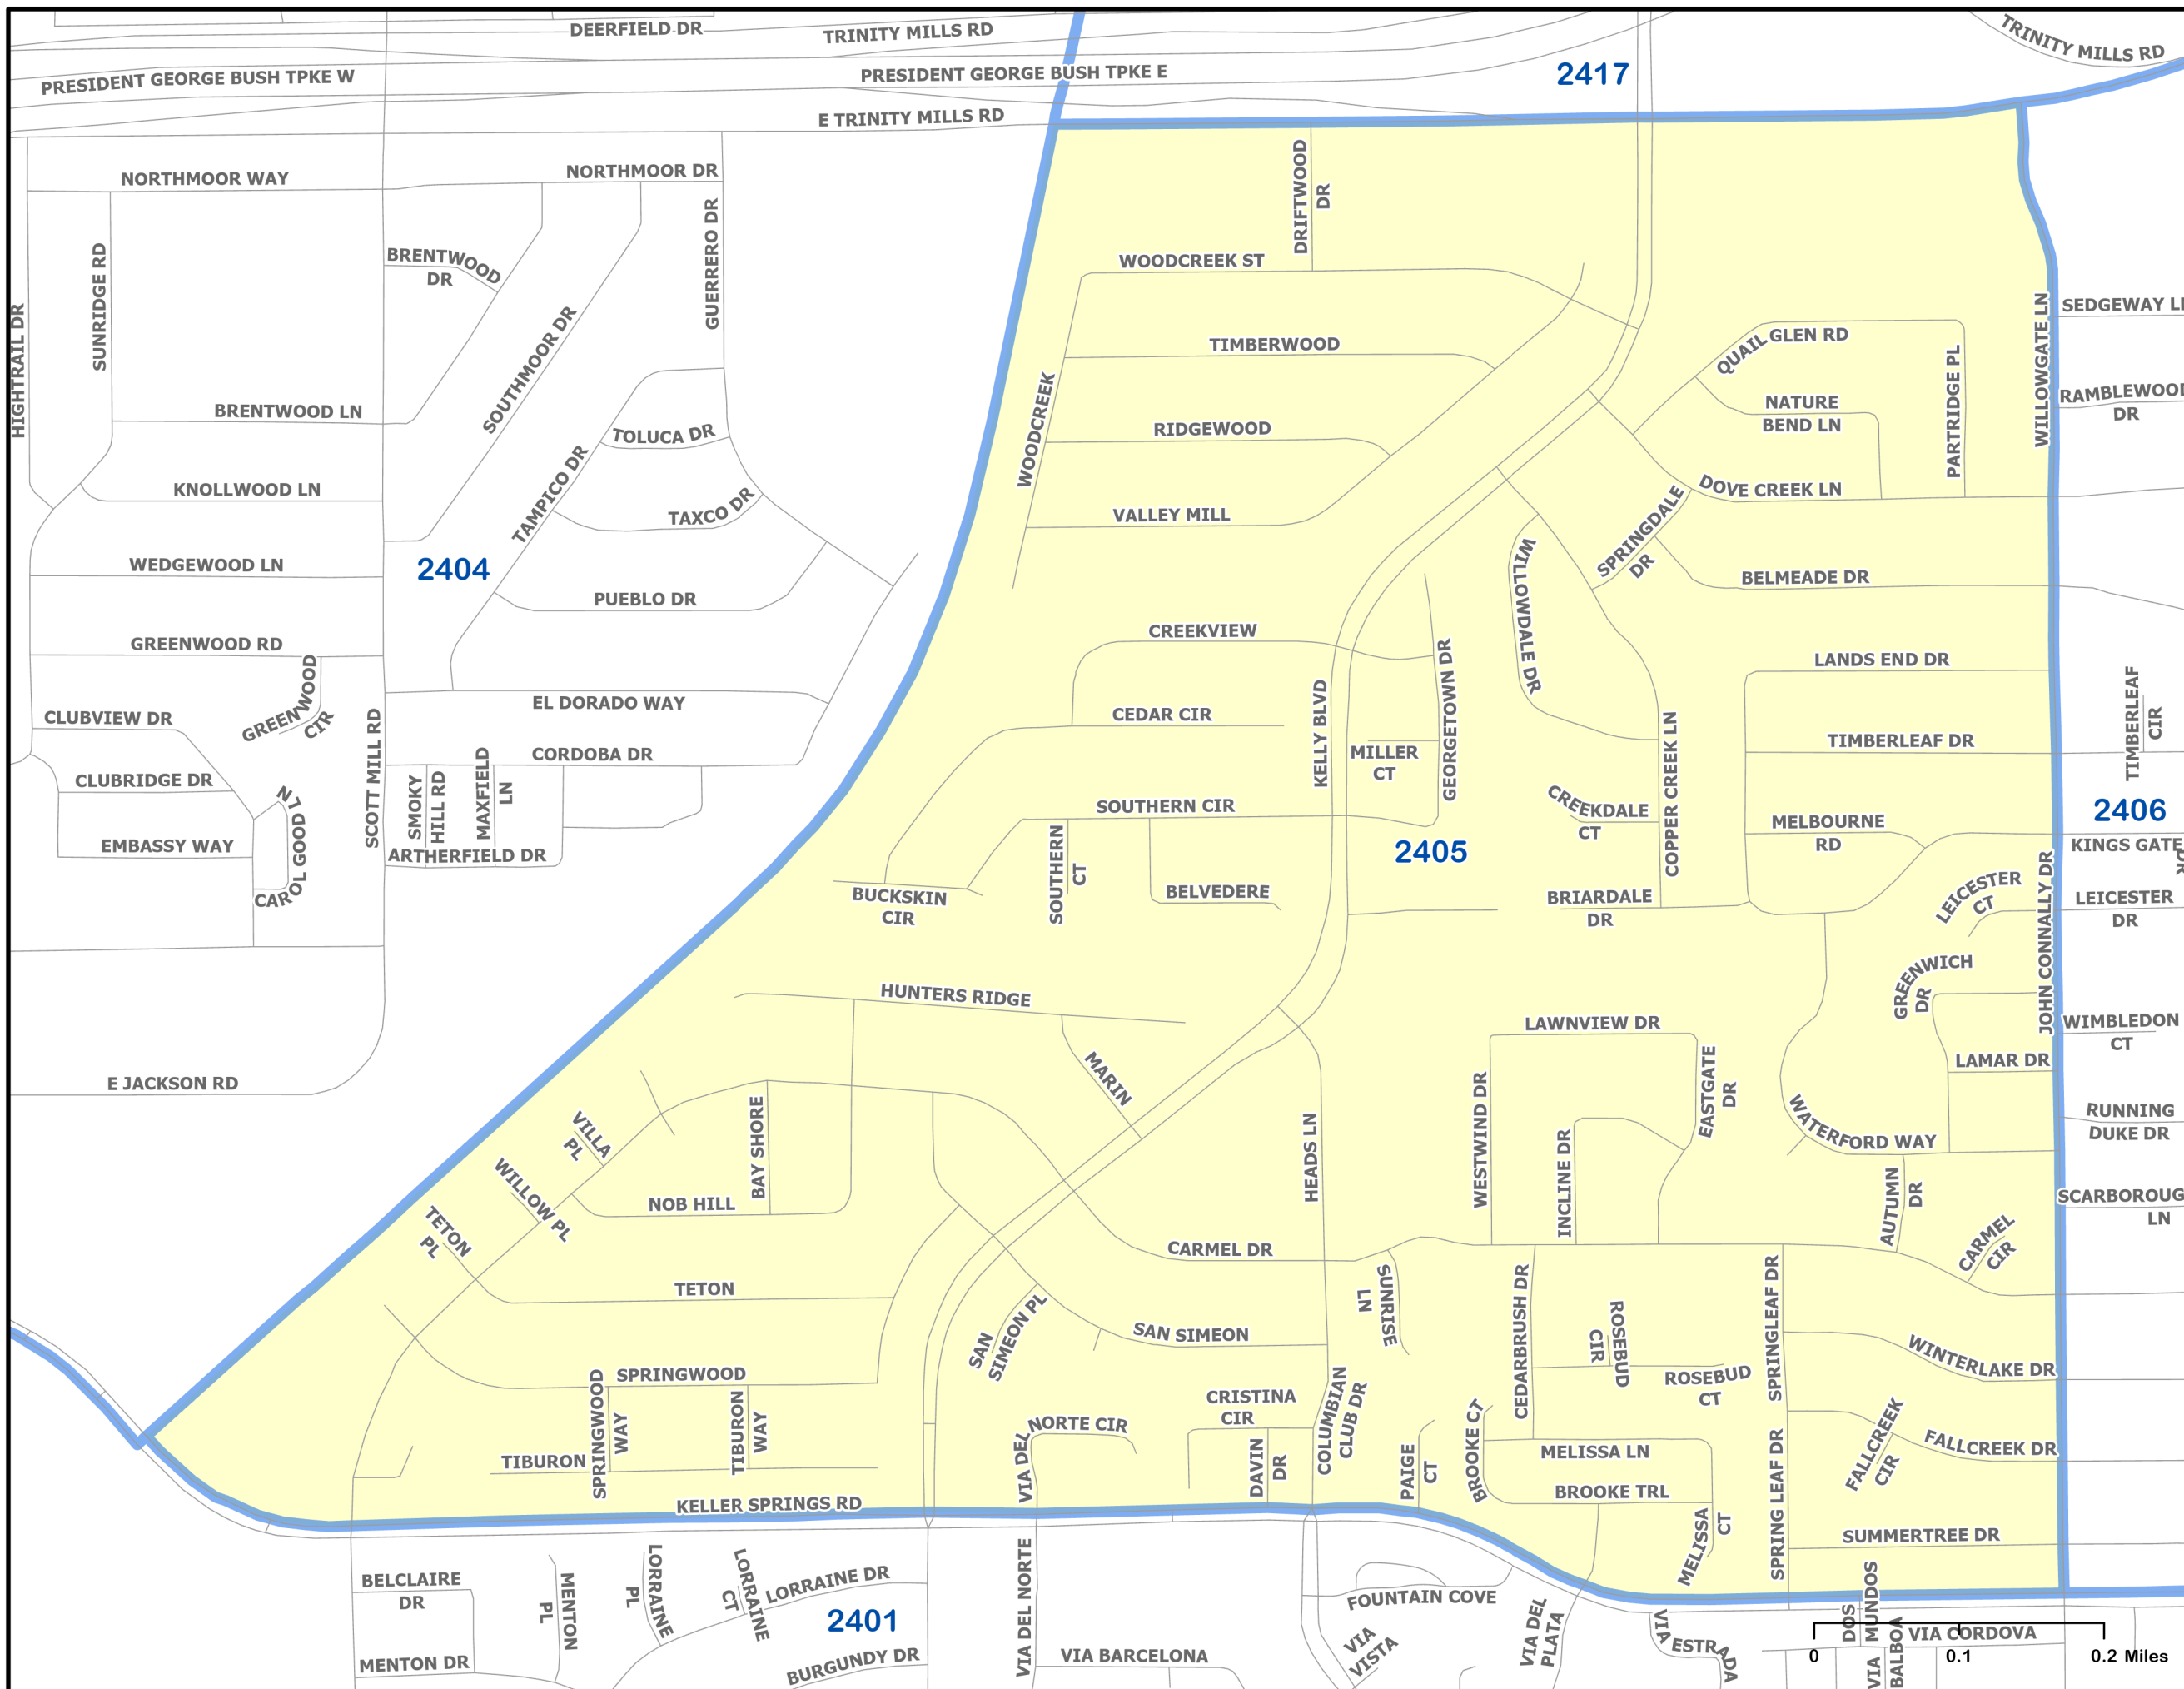 DEERFIELD DR
TRINITY MILLS RD
TRINITY MILLS RD
PRESIDENT GEORGE BUSH TPKE W
PRESIDENT GEORGE BUSH TPKE E
2417
E TRINITY MILLS RD
NORTHMOOR WAY
NORTHMOOR DR
DRIFTWOOD
DR
HIGHTRAIL DR
SUNRIDGE RD
BRENTWOOD
DR
GUERRERO DR
SOUTHMOOR DR
WOODCREEK ST
TIMBERWOOD
WOODCREEK
QUAIL GLEN RD
PARTRIDGE PL
WILLOWGATE LN
SEDGEWAY
RAMBLEWOOD
DR
NATURE
BEND LN
BRENTWOOD LN
TOLUCA DR
RIDGEWOOD
KNOLLWOOD LN
TAMPICO DR
TAXCO DR
VALLEY MILL
DOVE CREEK LN
SPRINGDALE
DR
WEDGEWOOD LN
2404
PUEBLO DR
WILLOWDALE DR
BELMEADE DR
GREENWOOD RD
GREENWOOD
CIR
CREEKVIEW
LANDS END DR
CLUBVIEW DR
SCOTT MILL RD
EL DORADO WAY
CEDAR CIR
KELLY BLVD
MILLER
CT
GEORGETOWN DR
COPPER CREEK LN
TIMBERLEAF DR
TIMBERLEAF
CIR
CLUBRIDGE DR
CORDOBA DR
SMOKY
HILL RD
MAXFIELD
LN
CAROL GOOD LN
EMBASSY WAY
ARTHERFIELD DR
SOUTHERN CIR
SOUTHERN
CT
2405
CREEKDALE
CT
MELBOURNE
RD
2406
KINGS GATE
DR
BUCKSKIN
CIR
BELVEDERE
BRIARDALE
DR
LEICESTER
CT
JOHN CONNALLY DR
LEICESTER
DR
HUNTERS RIDGE
GREENWICH
DR
WIMBLEDON
CT
E JACKSON RD
MARIN
LAWNVIEW DR
EASTGATE
DR
LAMAR DR
VILLA
PL
BAY SHORE
HEADS LN
WESTWIND DR
INCLINE DR
WATERFORD WAY
RUNNING
DUKE DR
WILLOW PL
NOB HILL
TETON
PL
AUTUMN
DR
CARMEL
CIR
LN
CARMEL DR
TETON
SAN
SIMEON PL
SAN SIMEON
SUNRISE
LN
CEDARBRUSH DR
ROSEBUD
CIR
SPRINGLEAF DR
WINTERLAKE DR
SPRINGWOOD
SPRINGWOOD
WAY
TIBURON
WAY
TIBURON
ROSEBUD
CT
CRISTINA
CIR
COLUMBIAN
CLUB DR
NORTE CIR
VIA DEL
DAVIN
DR
PAIGE
CT
BROOKE CT
MELISSA LN
BROOKE TRL
MELISSA
CT
SPRING LEAF DR
FALLCREEK
CIR
FALLCREEK DR
KELLER SPRINGS RD
SUMMERTREE DR
BELCLAIRE
DR
MENTON
PL
LORRAINE
PL
LORRAINE
CT
LORRAINE DR
2401
VIA DEL NORTE
FOUNTAIN COVE
VIA DEL
PLATA
VIA ESTRADA
DOS
MUNDOS
VIA
BALBOA
VIA CORDOVA
MENTON DR
BURGUNDY DR
VIA BARCELONA
VIA
VISTA
0
0.1
0.2 Miles